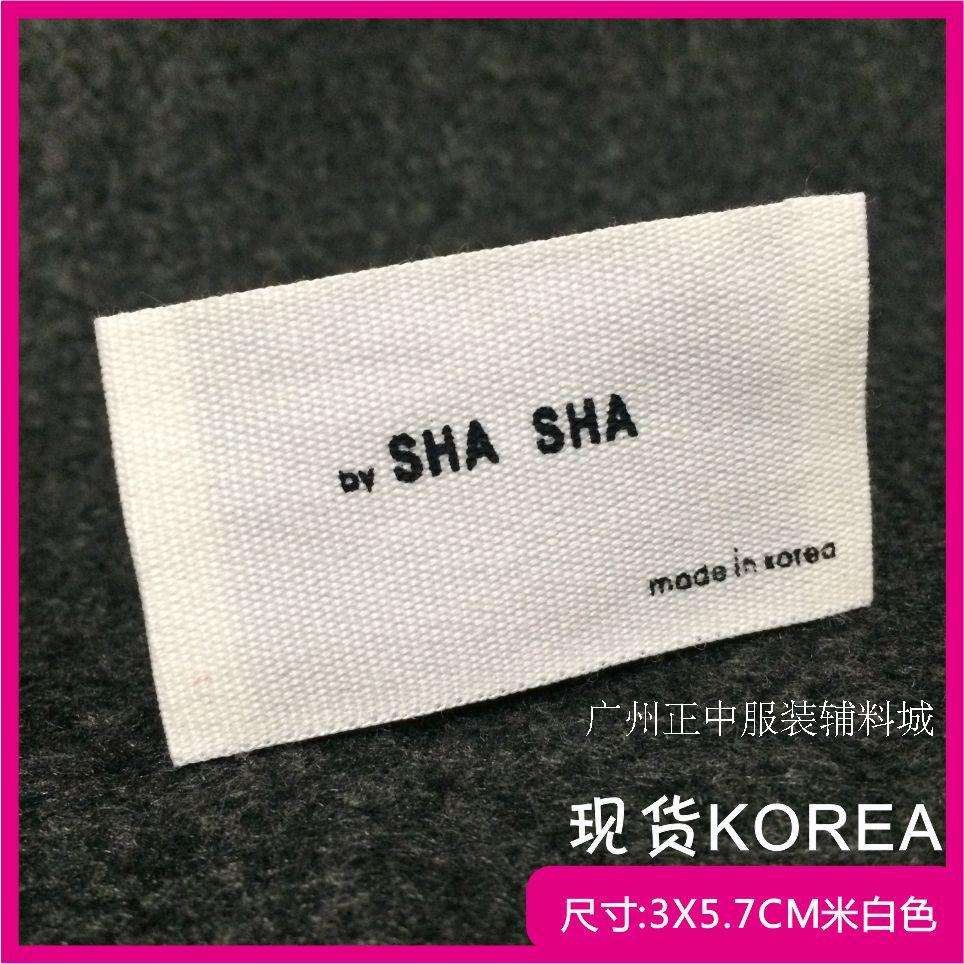 by SHA SHA
made in korea
广州正中服装辅料城
现货KOREA
尺寸:3X5.7CM米白色